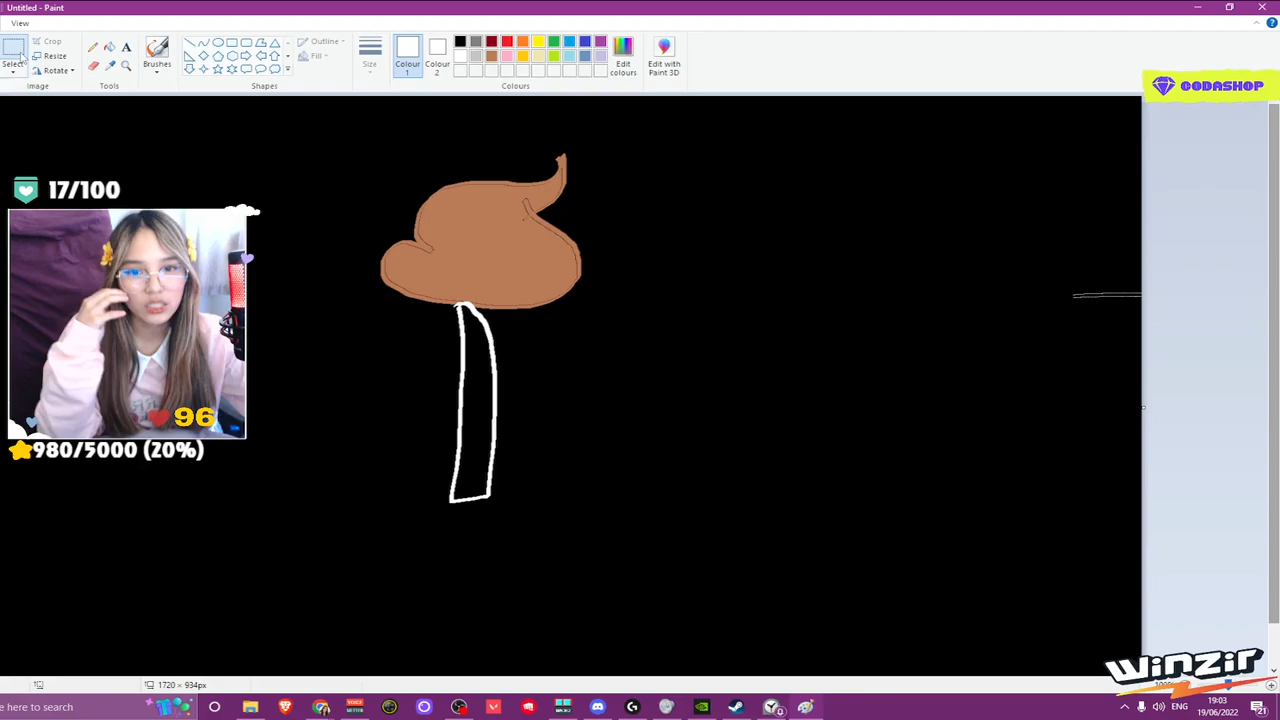 Untitled - Paint
View
Crop
Resize
Rotate
Select
Brushes
Outline
Fill
Size
Colour 1
Colour 2
Edit colours
Edit with Paint 3D
Image
Tools
Shapes
Colours
CODASHOP
17/100
96
980/5000 (20%)
WINZIR
1720 × 934px
100%
here to search
ENG
19:03
19/06/2022
21